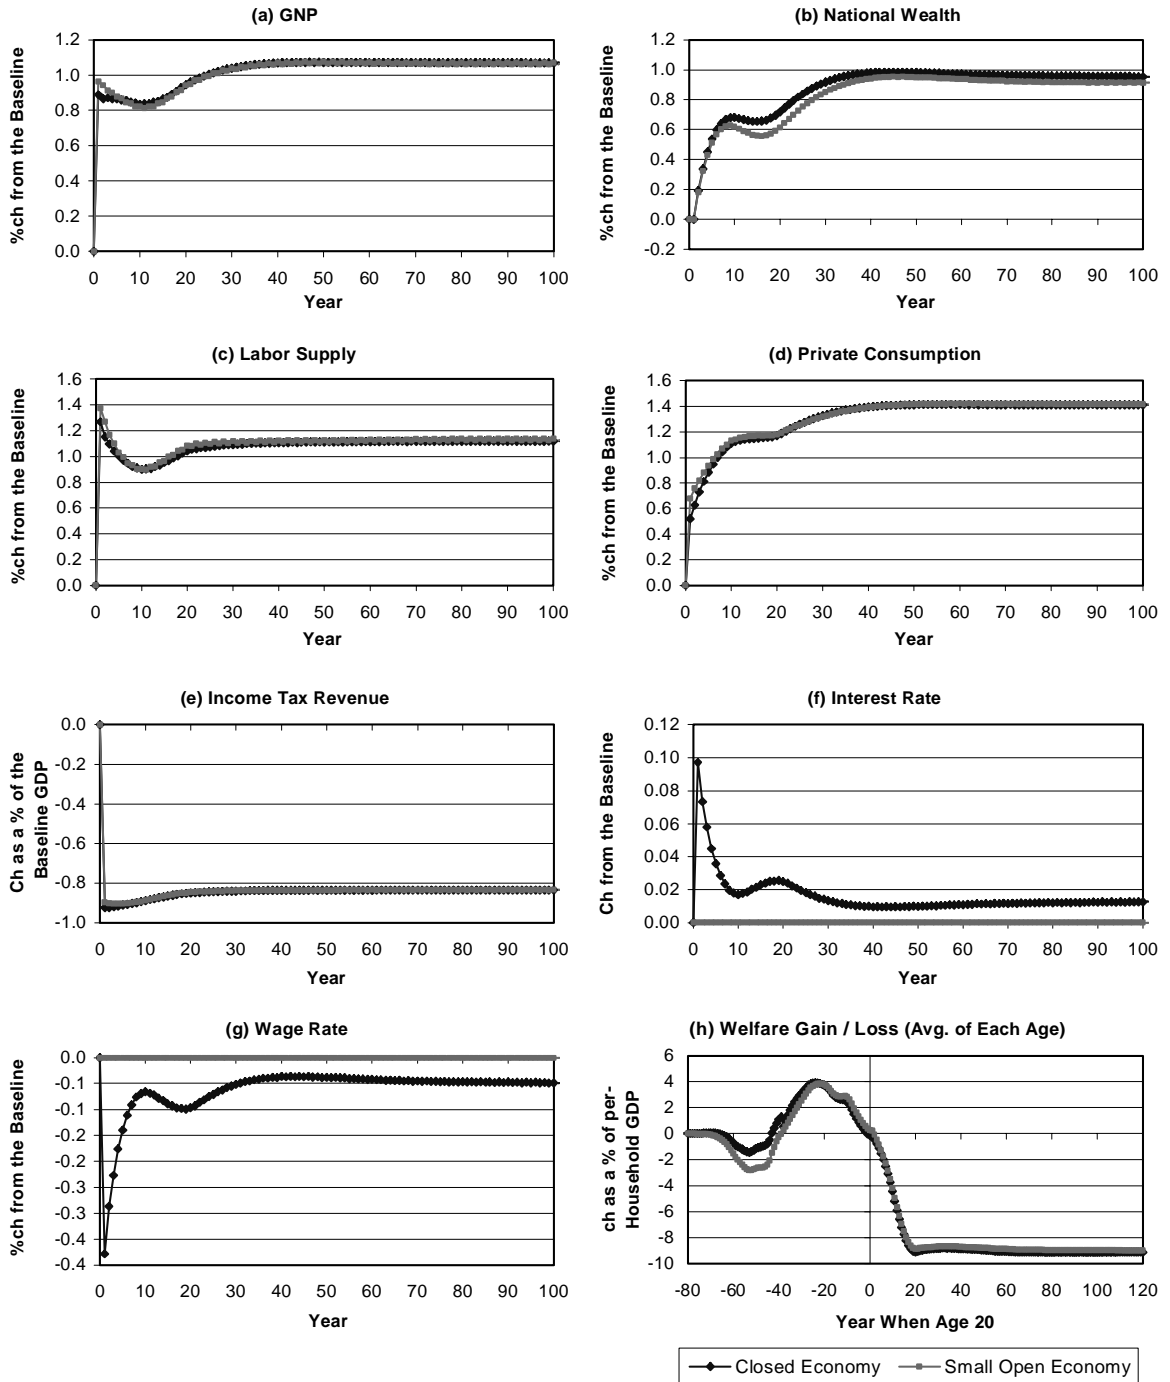 (a) GNP
%ch from the Baseline
1.2
1.0
0.8
0.6
0.4
0.2
0.0
0 10 20 30 40 50 60 70 80 90 100
Year
(b) National Wealth
%ch from the Baseline
1.2
1.0
0.8
0.6
0.4
0.2
0.0
-0.2
0 10 20 30 40 50 60 70 80 90 100
Year
(c) Labor Supply
%ch from the Baseline
1.6
1.4
1.2
1.0
0.8
0.6
0.4
0.2
0.0
0 10 20 30 40 50 60 70 80 90 100
Year
(d) Private Consumption
%ch from the Baseline
1.6
1.4
1.2
1.0
0.8
0.6
0.4
0.2
0.0
0 10 20 30 40 50 60 70 80 90 100
Year
(e) Income Tax Revenue
Ch as a % of the
Baseline GDP
0.0
-0.2
-0.4
-0.6
-0.8
-1.0
0 10 20 30 40 50 60 70 80 90 100
Year
(f) Interest Rate
Ch from the Baseline
0.12
0.10
0.08
0.06
0.04
0.02
0.00
0 10 20 30 40 50 60 70 80 90 100
Year
(g) Wage Rate
%ch from the Baseline
0.0
-0.1
-0.1
-0.2
-0.2
-0.3
-0.3
-0.4
-0.4
0 10 20 30 40 50 60 70 80 90 100
Year
(h) Welfare Gain / Loss (Avg. of Each Age)
ch as a % of per-
Household GDP
6
4
2
0
-2
-4
-6
-8
-10
-80 -60 -40 -20 0 20 40 60 80 100 120
Year When Age 20
Closed Economy
Small Open Economy